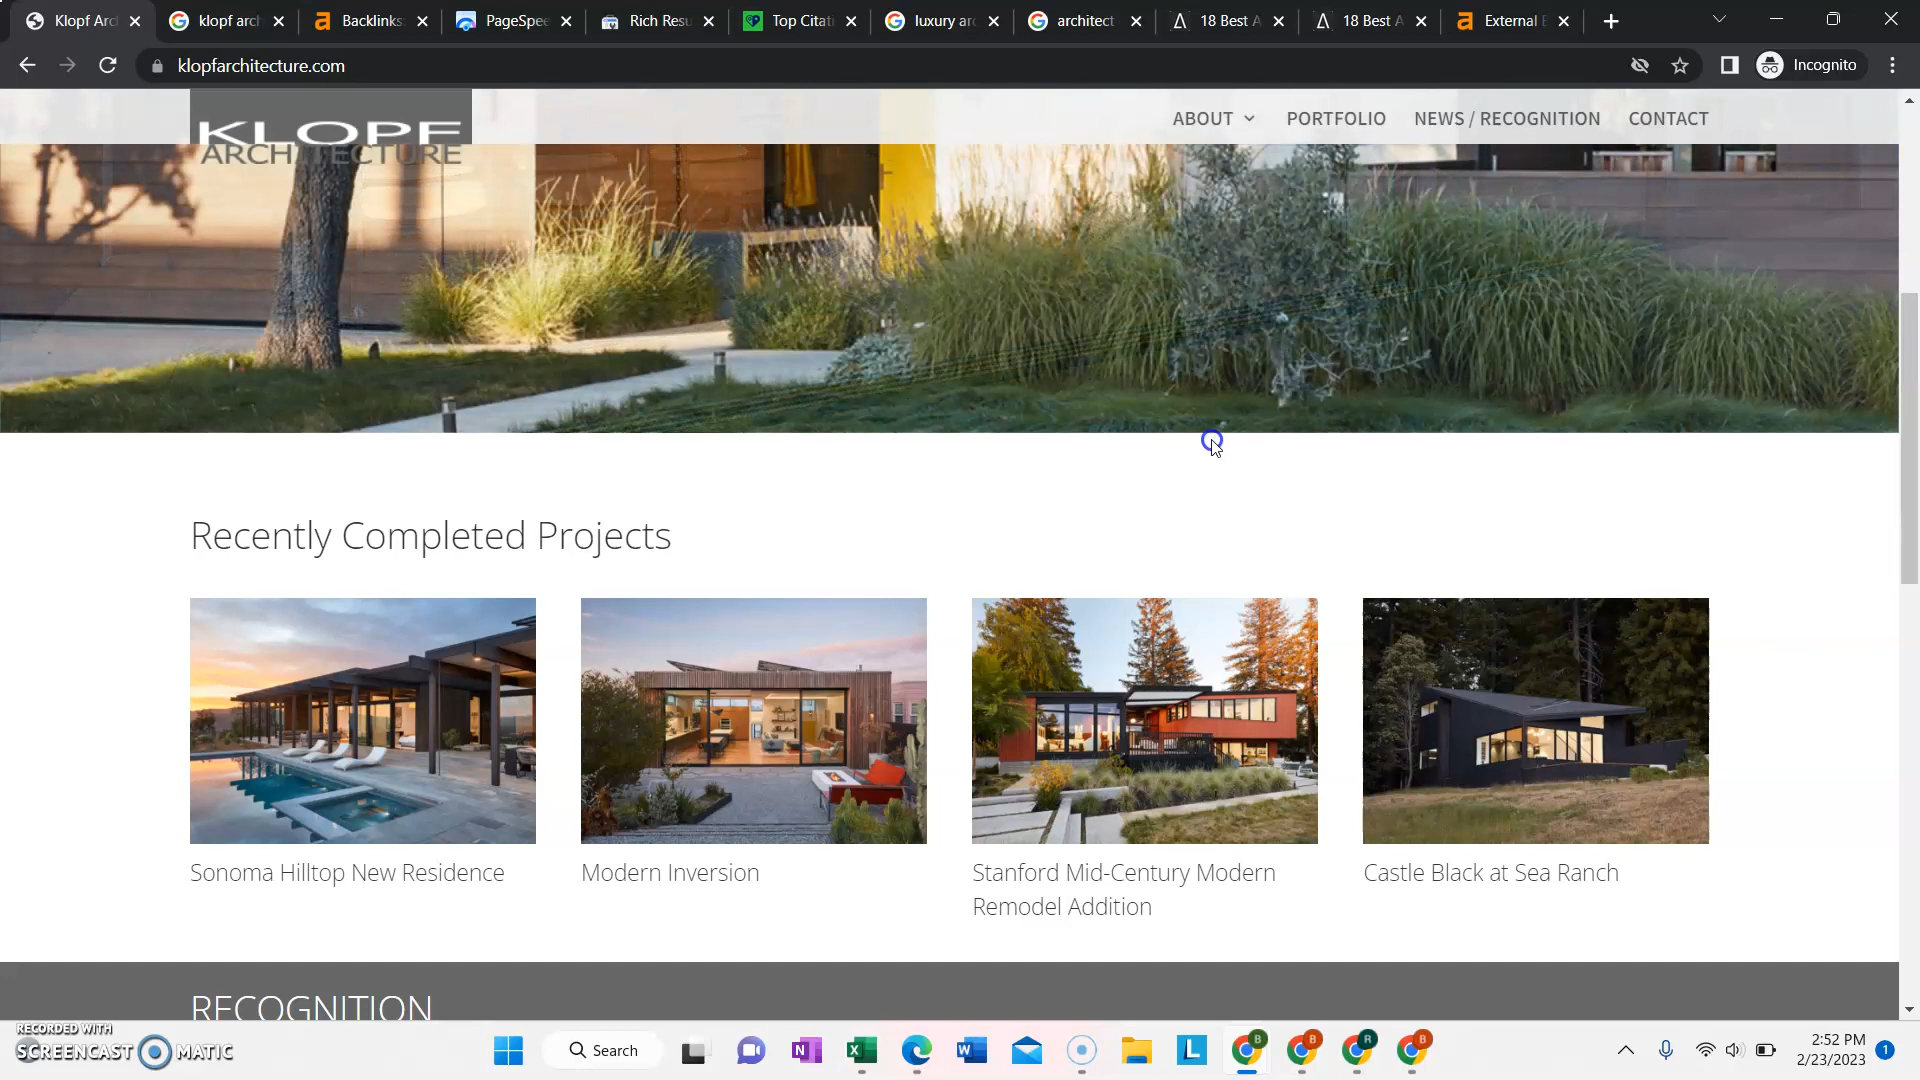 Klopf Arc
klopf arch
Backlinks
PageSpee
Rich Resu
Top Citati
luxury arc
architect
18 Best A
18 Best A
External B
klopfarchitecture.com
Incognito
KLOPF
ARCHITECTURE
ABOUT
PORTFOLIO
NEWS / RECOGNITION
CONTACT
Recently Completed Projects
Sonoma Hilltop New Residence
Modern Inversion
Stanford Mid-Century Modern
Remodel Addition
Castle Black at Sea Ranch
RECOGNITION
RECORDED WITH
SCREENCAST MATIC
Search
2:52 PM
2/23/2023
1